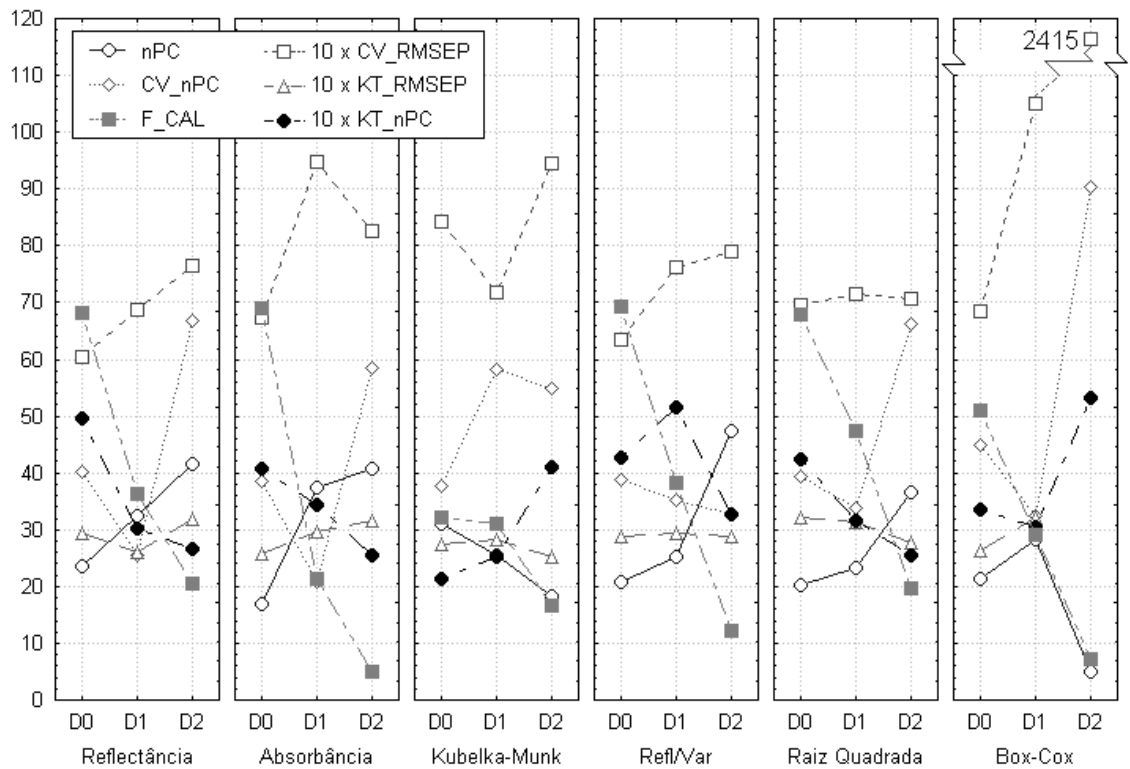 120
110
100
90
80
70
60
50
40
30
20
10
0
nPC
CV_nPC
F_CAL
10 x CV_RMSEP
10 x KT_RMSEP
10 x KT_nPC
2415
D0 D1 D2
D0 D1 D2
D0 D1 D2
D0 D1 D2
D0 D1 D2
D0 D1 D2
Reflectância
Absorbância
Kubelka-Munk
Refl/Var
Raiz Quadrada
Box-Cox